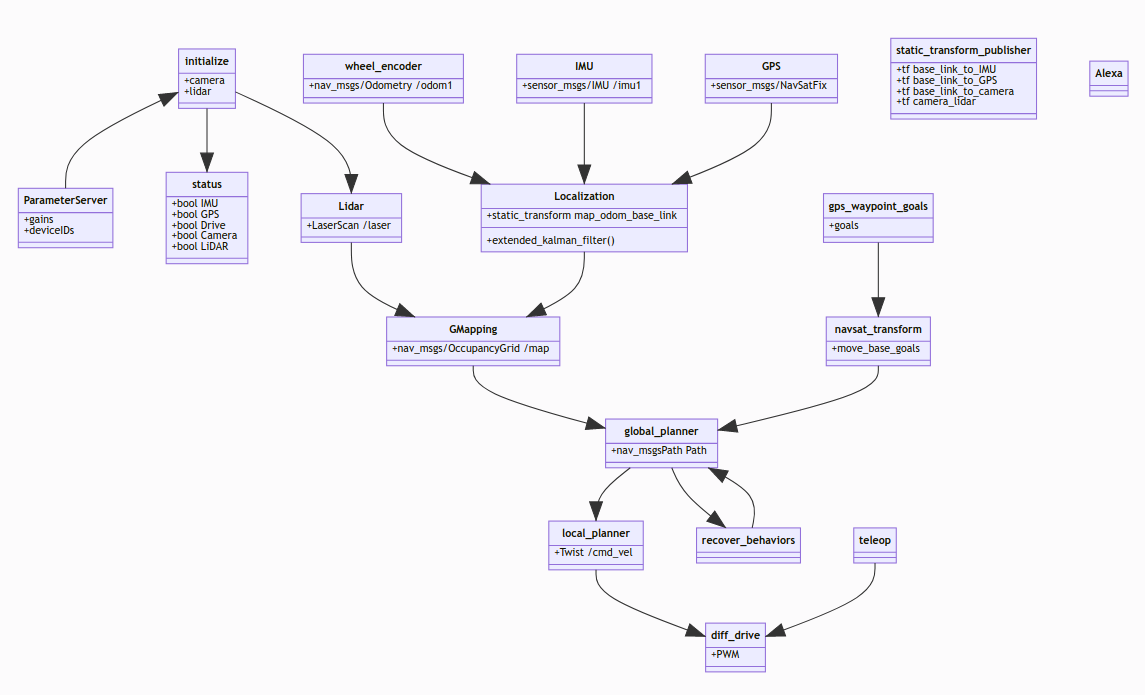 initialize
+camera
+lidar
wheel_encoder
+nav_msgs/Odometry /odom1
IMU
+sensor_msgs/IMU /imu1
GPS
+sensor_msgs/NavSatFix
static_transform_publisher
+tf base_link_to_IMU
+tf base_link_to_GPS
+tf base_link_to_camera
+tf camera_lidar
Alexa
ParameterServer
+gains
+deviceIDs
status
+bool IMU
+bool GPS
+bool Drive
+bool Camera
+bool LiDAR
Lidar
+LaserScan /laser
Localization
+static_transform map_odom_base_link
+extended_kalman_filter()
gps_waypoint_goals
+goals
GMapping
+nav_msgs/OccupancyGrid /map
navsat_transform
+move_base_goals
global_planner
+nav_msgsPath Path
local_planner
+Twist /cmd_vel
recover_behaviors
teleop
diff_drive
+PWM